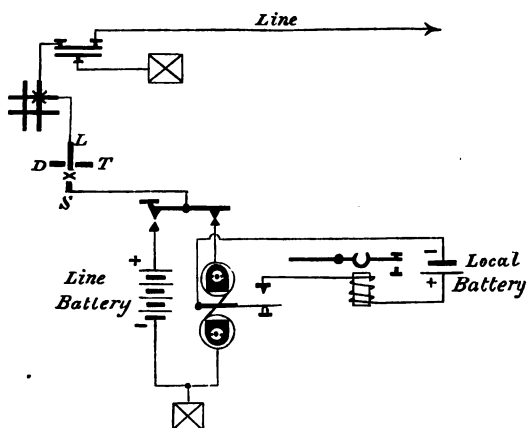 Line
L
D T
S
+
Line
Battery
-
-
Local
Battery
+